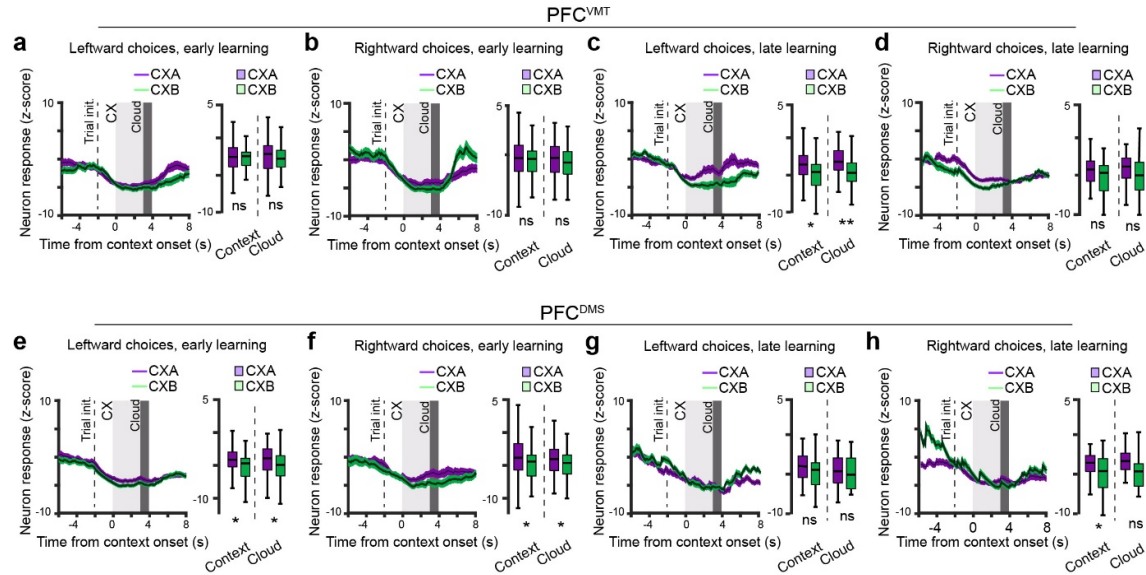 PFCVMT
a
Leftward choices, early learning
CXA
CXB
CXA
CXB
Neuron response (z-score)
10
-10
Trial init.
CX
Cloud
-4 0 4 8
Time from context onset (s)
5
-10
ns ns
Context
Cloud
b
Rightward choices, early learning
CXA
CXB
CXA
CXB
Neuron response (z-score)
10
-10
Trial init.
CX
Cloud
-4 0 4 8
Time from context onset (s)
5
-10
ns ns
Context
Cloud
c
Leftward choices, late learning
CXA
CXB
CXA
CXB
Neuron response (z-score)
10
-10
Trial init.
CX
Cloud
-4 0 4 8
Time from context onset (s)
5
-10
* **
Context
Cloud
d
Rightward choices, late learning
CXA
CXB
CXA
CXB
Neuron response (z-score)
10
-10
Trial init.
CX
Cloud
-4 0 4 8
Time from context onset (s)
5
-10
ns ns
Context
Cloud
PFCDMS
e
Leftward choices, early learning
CXA
CXB
CXA
CXB
Neuron response (z-score)
10
-10
Trial init.
CX
Cloud
-4 0 4 8
Time from context onset (s)
5
-10
* *
Context
Cloud
f
Rightward choices, early learning
CXA
CXB
CXA
CXB
Neuron response (z-score)
10
-10
Trial init.
CX
Cloud
-4 0 4 8
Time from context onset (s)
5
-10
* *
Context
Cloud
g
Leftward choices, late learning
CXA
CXB
CXA
CXB
Neuron response (z-score)
10
-10
Trial init.
CX
Cloud
-4 0 4 8
Time from context onset (s)
5
-10
ns ns
Context
Cloud
h
Rightward choices, late learning
CXA
CXB
CXA
CXB
Neuron response (z-score)
10
-10
Trial init.
CX
Cloud
-4 0 4 8
Time from context onset (s)
5
-10
* ns
Context
Cloud